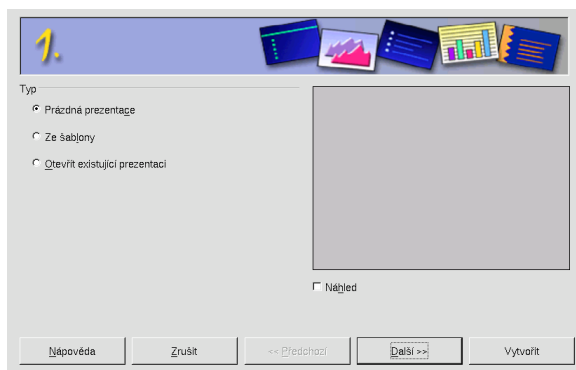 1.
Typ
Prázdná prezentace
Ze šablony
Otevřít existující prezentaci
Náhled
Nápověda Zrušit << Předchozí Další >> Vytvořit